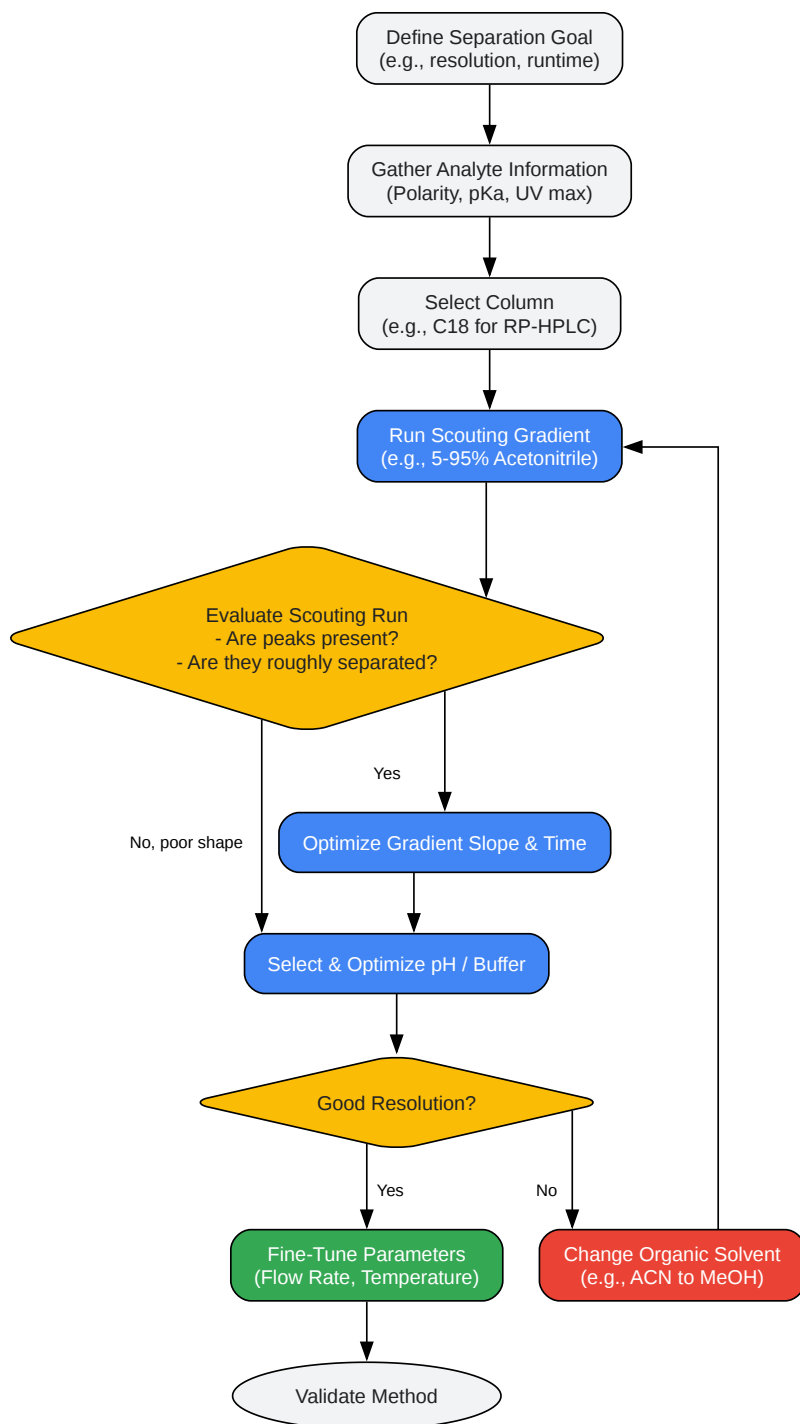 Define Separation Goal
(e.g., resolution, runtime)
Gather Analyte Information
(Polarity, pKa, UV max)
Select Column
(e.g., C18 for RP-HPLC)
Run Scouting Gradient
(e.g., 5-95% Acetonitrile)
Evaluate Scouting Run
- Are peaks present?
- Are they roughly separated?
Yes
No, poor shape
Optimize Gradient Slope & Time
Select & Optimize pH / Buffer
Good Resolution?
Yes
No
Fine-Tune Parameters
(Flow Rate, Temperature)
Change Organic Solvent
(e.g., ACN to MeOH)
Validate Method